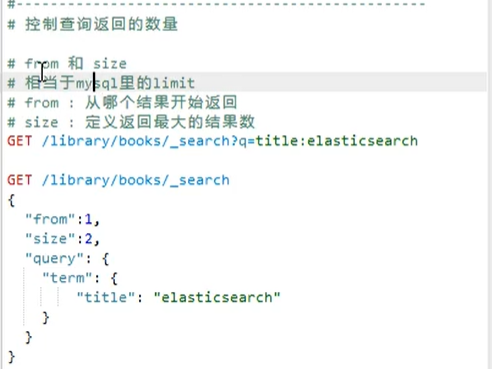 #--------------------------------------------------
# 控制查询返回的数量
# from 和 size
# 相当于mysql里的limit
# from : 从哪个结果开始返回
# size : 定义返回最大的结果数
GET /library/books/_search?q=title:elasticsearch
GET /library/books/_search
{
"from":1,
"size":2,
"query": {
"term": {
"title": "elasticsearch"
}
}
}